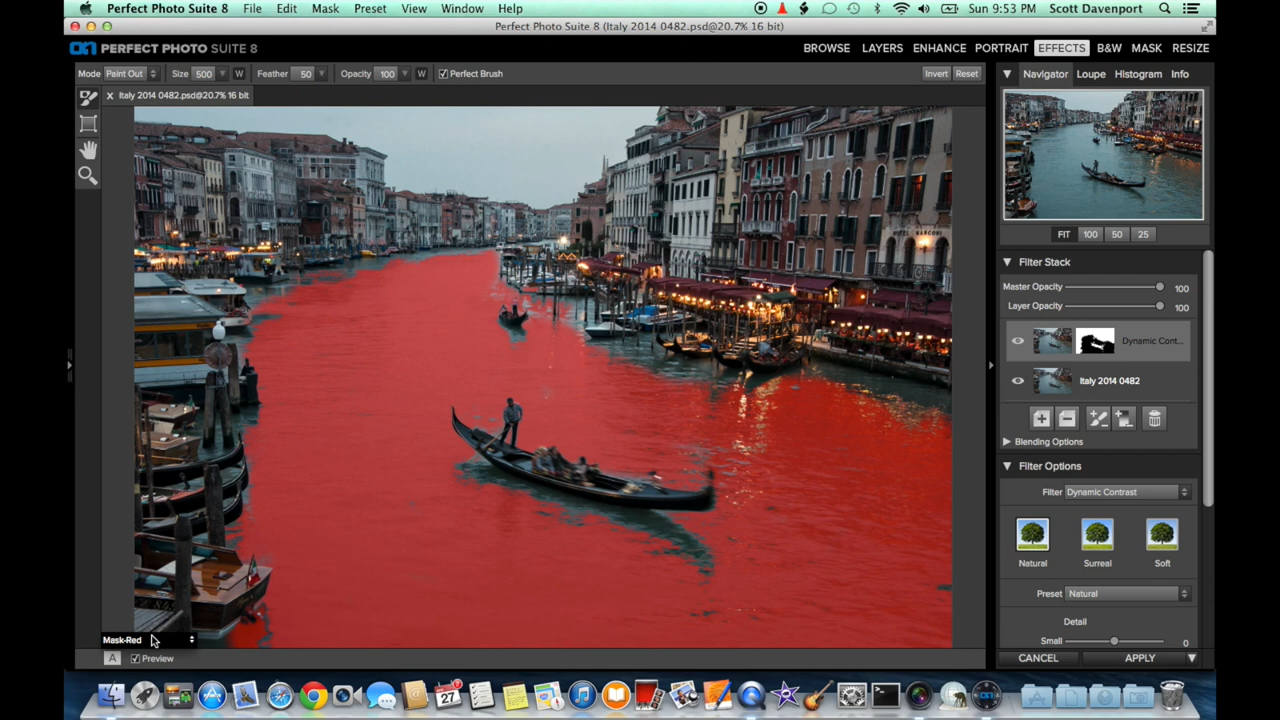 Perfect Photo Suite 8 File Edit Mask Preset View Window Help Sun 9:53 PM Scott Davenport
Perfect Photo Suite 8 (Italy 2014 0482.psd@20.7% 16 bit)
on PERFECT PHOTO SUITE 8 BROWSE LAYERS ENHANCE PORTRAIT EFFECTS B&W MASK RESIZE
Mode Paint Out Size 500 W Feather 50 Opacity 100 W Perfect Brush Invert Reset
Navigator Loupe Histogram Info
x Italy 2014 0482.psd@20.7% 16 bit
FIT 100 50 25
HOTEL MARCONI
Filter Stack
Master Opacity 100
Layer Opacity 100
Dynamic Cont...
Italy 2014 0482
Blending Options
Filter Options
Filter Dynamic Contrast
Natural Surreal Soft
Preset Natural
Detail
Small 0
Mask-Red
A Preview
CANCEL APPLY
27